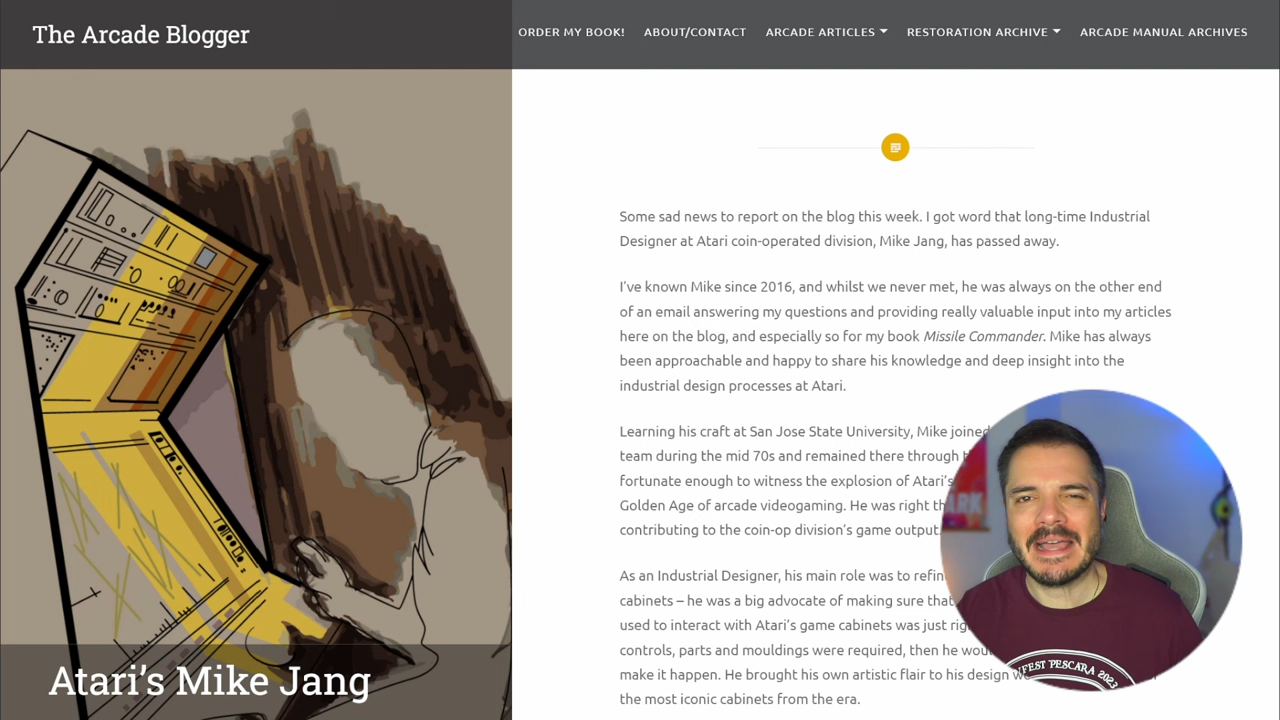 The Arcade Blogger
ORDER MY BOOK! ABOUT/CONTACT ARCADE ARTICLES RESTORATION ARCHIVE ARCADE MANUAL ARCHIVES
Some sad news to report on the blog this week. I got word that long-time Industrial
Designer at Atari coin-operated division, Mike Jang, has passed away.
I've known Mike since 2016, and whilst we never met, he was always on the other end
of an email answering my questions and providing really valuable input into my articles
here on the blog, and especially so for my book Missile Commander. Mike has always
been approachable and happy to share his knowledge and deep insight into the
industrial design processes at Atari.
Learning his craft at San Jose State University, Mike joined
team during the mid 70s and remained there through
fortunate enough to witness the explosion of Atari's
Golden Age of arcade videogaming. He was right
contributing to the coin-op division's game output.
As an Industrial Designer, his main role was to
cabinets – he was a big advocate of making sure that
used to interact with Atari's game cabinets was just
controls, parts and mouldings were required, then he
make it happen. He brought his own artistic flair to his design
the most iconic cabinets from the era.
Atari's Mike Jang
PESCARA 2023